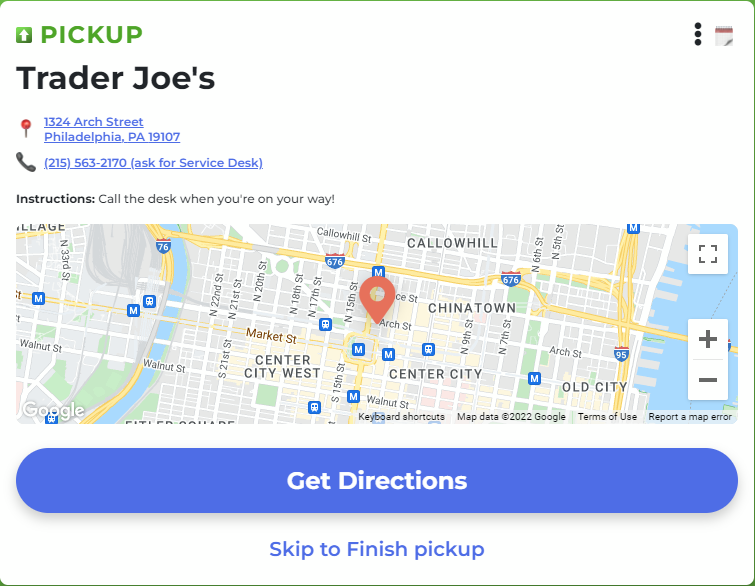 PICKUP
Trader Joe's
1324 Arch Street
Philadelphia, PA 19107
(215) 563-2170 (ask for Service Desk)
Instructions: Call the desk when you're on your way!
ILLAGE
Callowhill St
CALLOWHILL
N 5th St
N 6th St
N 33rd St
76
676
M
M
N 22nd St
N 21st St
N 20th St
N 18th St
N 17th St
N 15th St
ce St
676
M
M
CHINATOWN
Arch St
N 9th St
N 7th St
Market St
Walnut St
S 21st St
CENTER
CITY WEST
M
M
Arch St
95
Walnut St
S 15th St
CENTER CITY
M
OLD CITY
M
Walnut St
Google
Keyboard shortcuts
Map data ©2022 Google
Terms of Use
Report a map error
FITLER SQUARE
Get Directions
Skip to Finish pickup